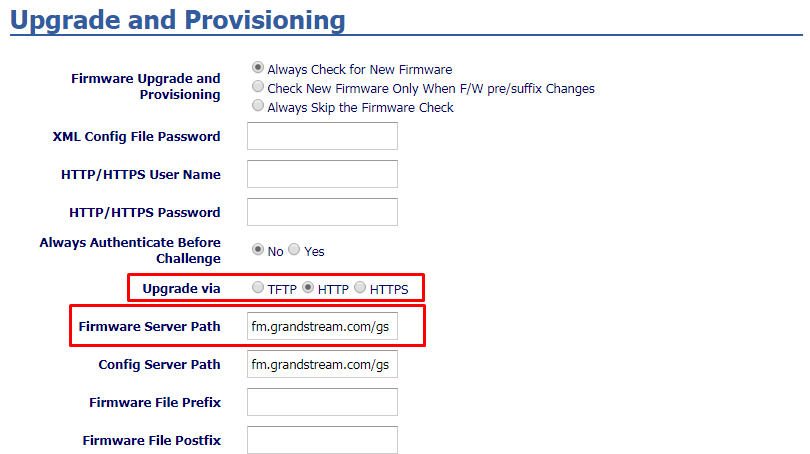 Upgrade and Provisioning
Firmware Upgrade and Provisioning
Always Check for New Firmware
Check New Firmware Only When F/W pre/suffix Changes
Always Skip the Firmware Check
XML Config File Password
HTTP/HTTPS User Name
HTTP/HTTPS Password
Always Authenticate Before Challenge
No Yes
Upgrade via TFTP HTTP HTTPS
Firmware Server Path fm.grandstream.com/gs
Config Server Path fm.grandstream.com/gs
Firmware File Prefix
Firmware File Postfix